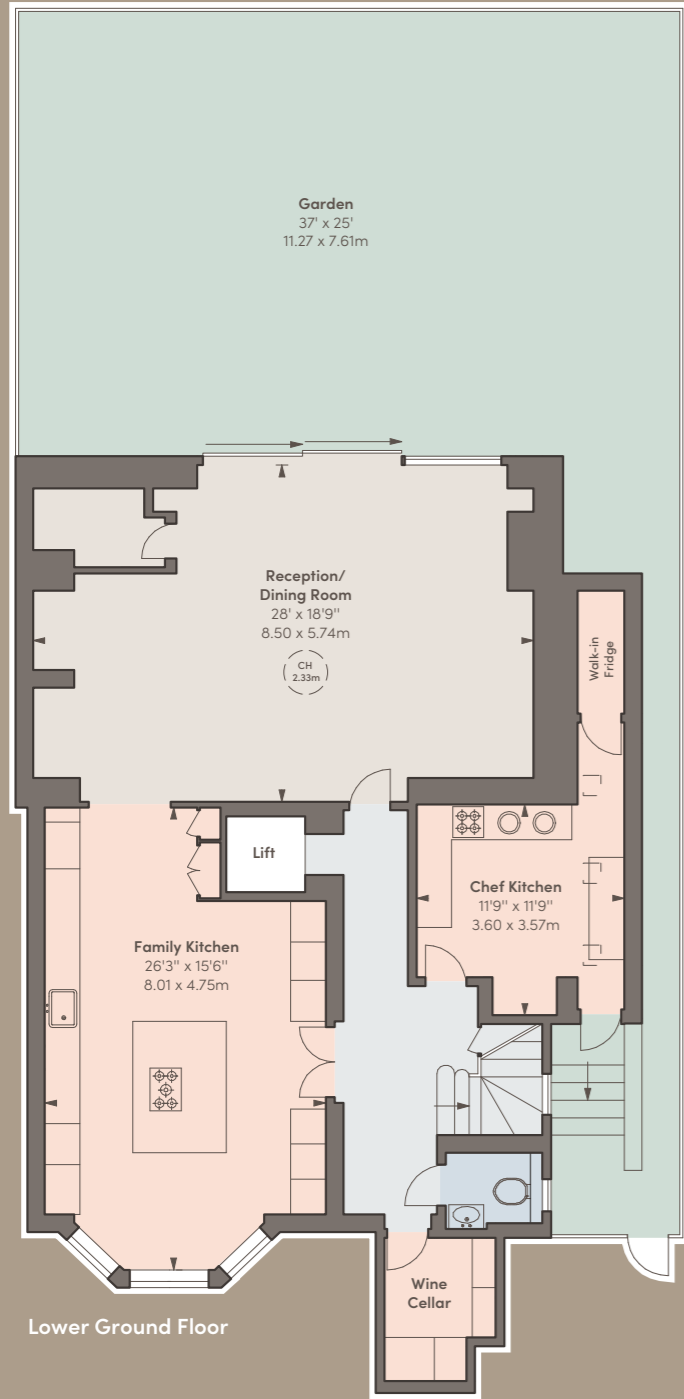 Garden
37' x 25'
11.27 x 7.61m
Reception/
Dining Room
28' x 18'9''
8.50 x 5.74m
CH
2.33m
Walk-in
Fridge
Lift
Chef Kitchen
11'9'' x 11'9''
3.60 x 3.57m
Family Kitchen
26'3'' x 15'6''
8.01 x 4.75m
Wine
Cellar
Lower Ground Floor